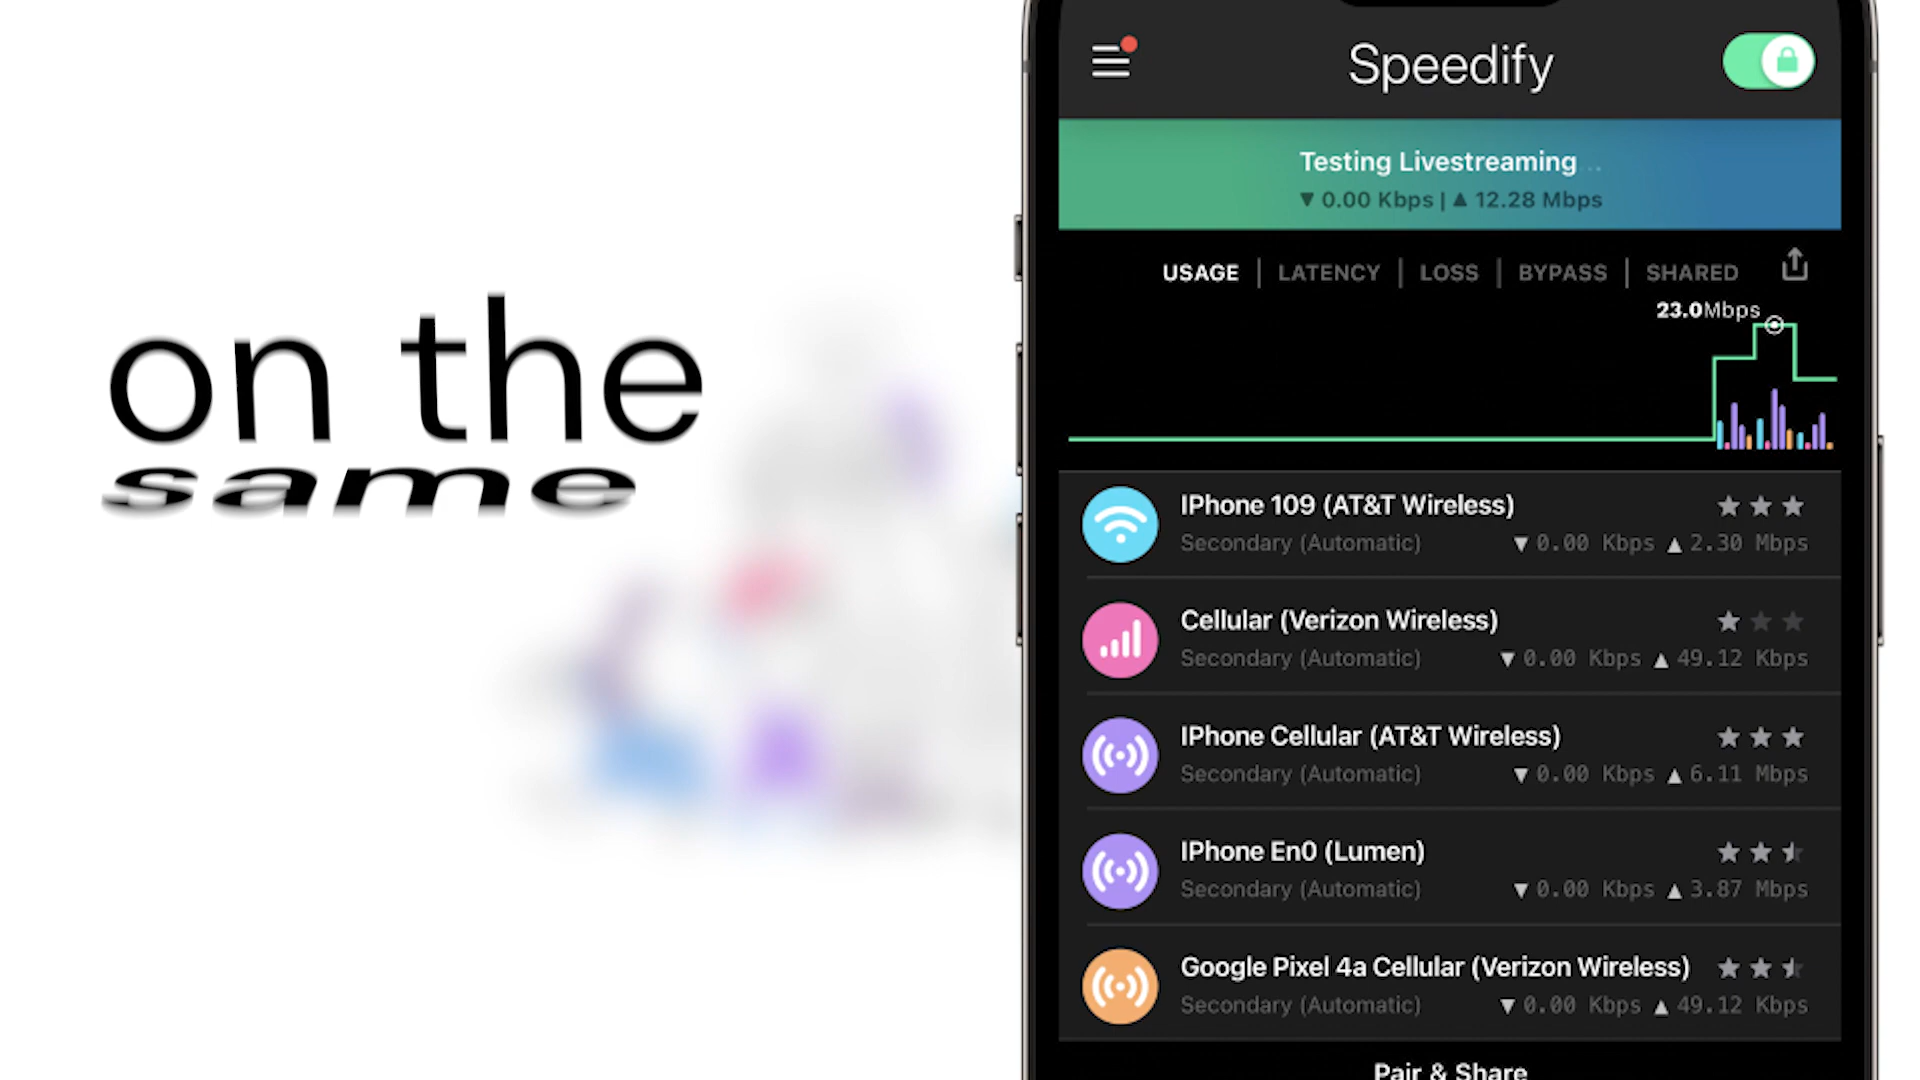 on the
same
Speedify
Testing Livestreaming...
▼ 0.00 Kbps | ▲ 12.28 Mbps
USAGE | LATENCY | LOSS | BYPASS | SHARED
23.0Mbps
IPhone 109 (AT&T Wireless)
Secondary (Automatic) ▼ 0.00 Kbps ▲ 2.30 Mbps
Cellular (Verizon Wireless)
Secondary (Automatic) ▼ 0.00 Kbps ▲ 49.12 Kbps
IPhone Cellular (AT&T Wireless)
Secondary (Automatic) ▼ 0.00 Kbps ▲ 6.11 Mbps
IPhone En0 (Lumen)
Secondary (Automatic) ▼ 0.00 Kbps ▲ 3.87 Mbps
Google Pixel 4a Cellular (Verizon Wireless)
Secondary (Automatic) ▼ 0.00 Kbps ▲ 49.12 Kbps
Pair & Share